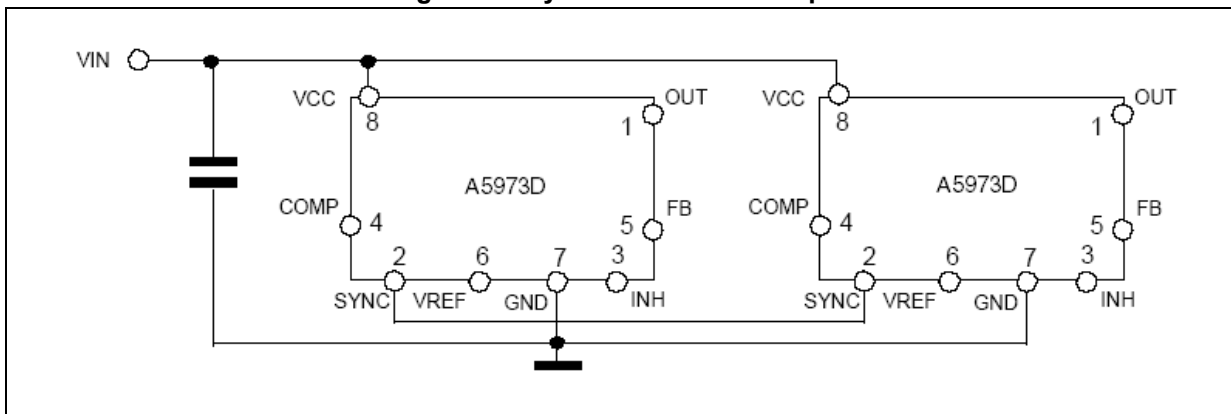 VIN
VCC
8
OUT
1
A5973D
COMP
4
FB
5
2
6
7
3
SYNC
VREF
GND
INH
VCC
8
OUT
1
A5973D
COMP
4
FB
5
2
6
7
3
SYNC
VREF
GND
INH